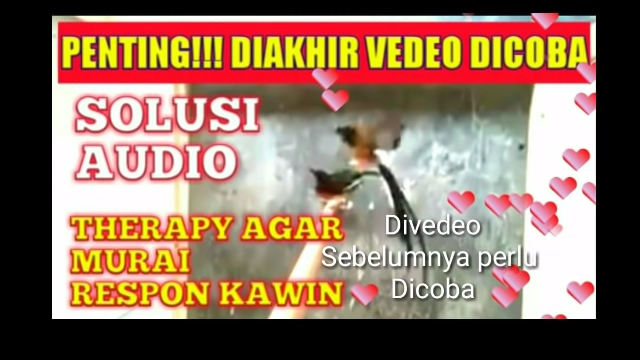 PENTING!!! DIAKHIR VEDEO DICOBA
SOLUSI
AUDIO
THERAPY AGAR
MURAI
RESPON KAWIN
Divedeo
Sebelumnya perlu
Dicoba